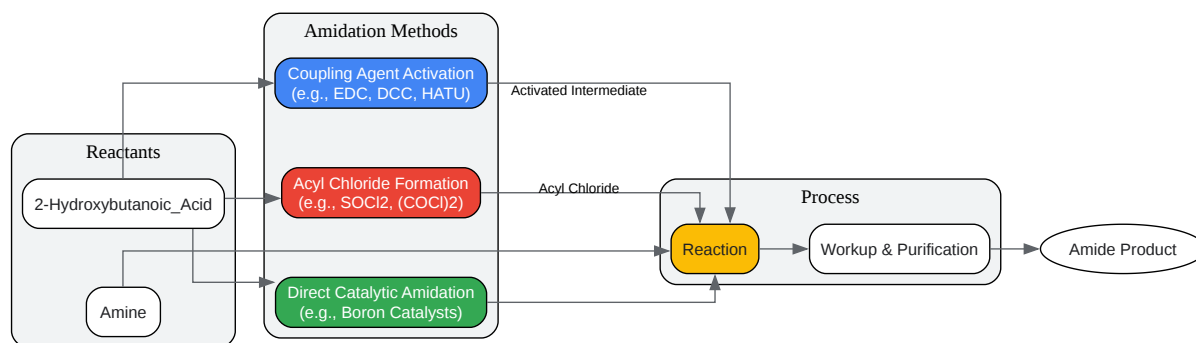 Amidation Methods
Coupling Agent Activation
(e.g., EDC, DCC, HATU)
Activated Intermediate
Reactants
2-Hydroxybutanoic_Acid
Acyl Chloride Formation
(e.g., SOCl2, (COCl)2)
Acyl Chloride
Process
Reaction
Workup & Purification
Amide Product
Amine
Direct Catalytic Amidation
(e.g., Boron Catalysts)